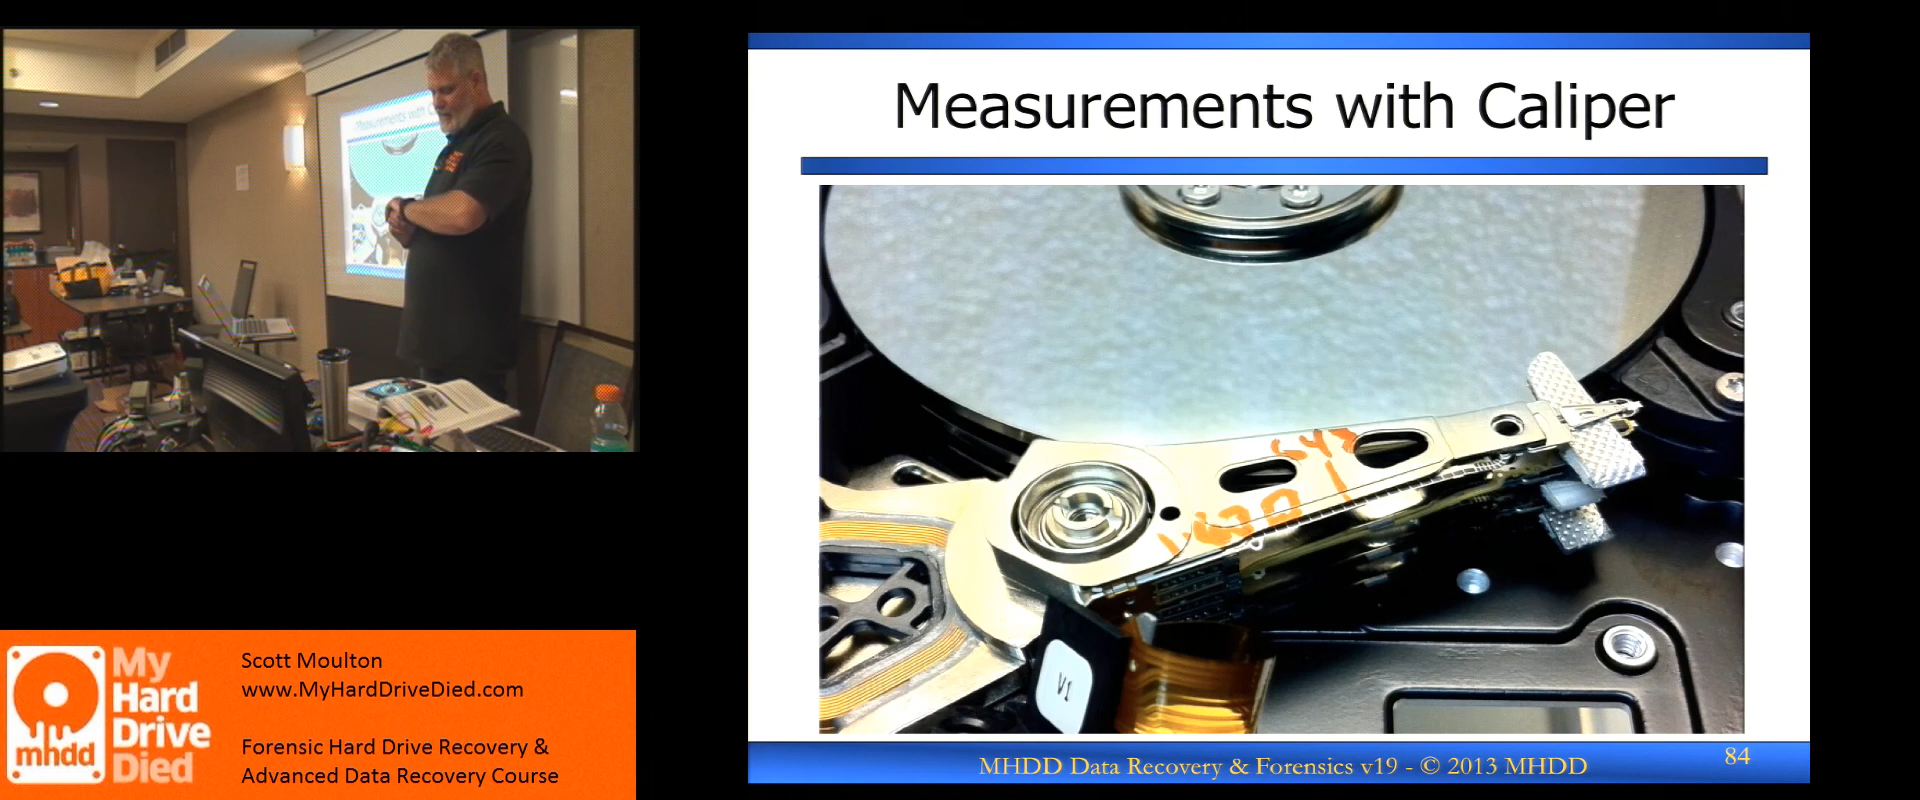 Measurements with Caliper
V1
MHDD Data Recovery & Forensics v19 - © 2013 MHDD
84
My
Hard
Drive
Died
mhdd
Scott Moulton
www.MyHardDriveDied.com
Forensic Hard Drive Recovery &
Advanced Data Recovery Course